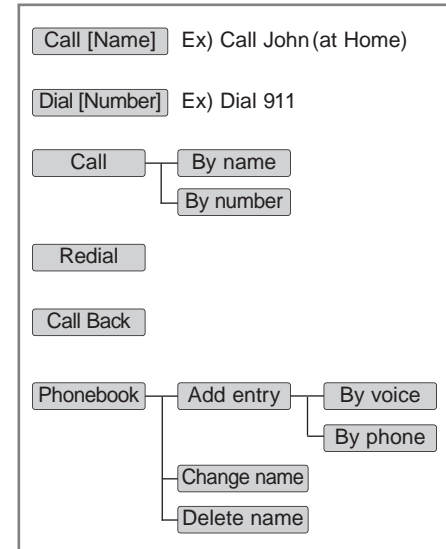 Call [Name] Ex) Call John (at Home)
Dial [Number] Ex) Dial 911
Call By name
By number
Redial
Call Back
Phonebook Add entry By voice
By phone
Change name
Delete name